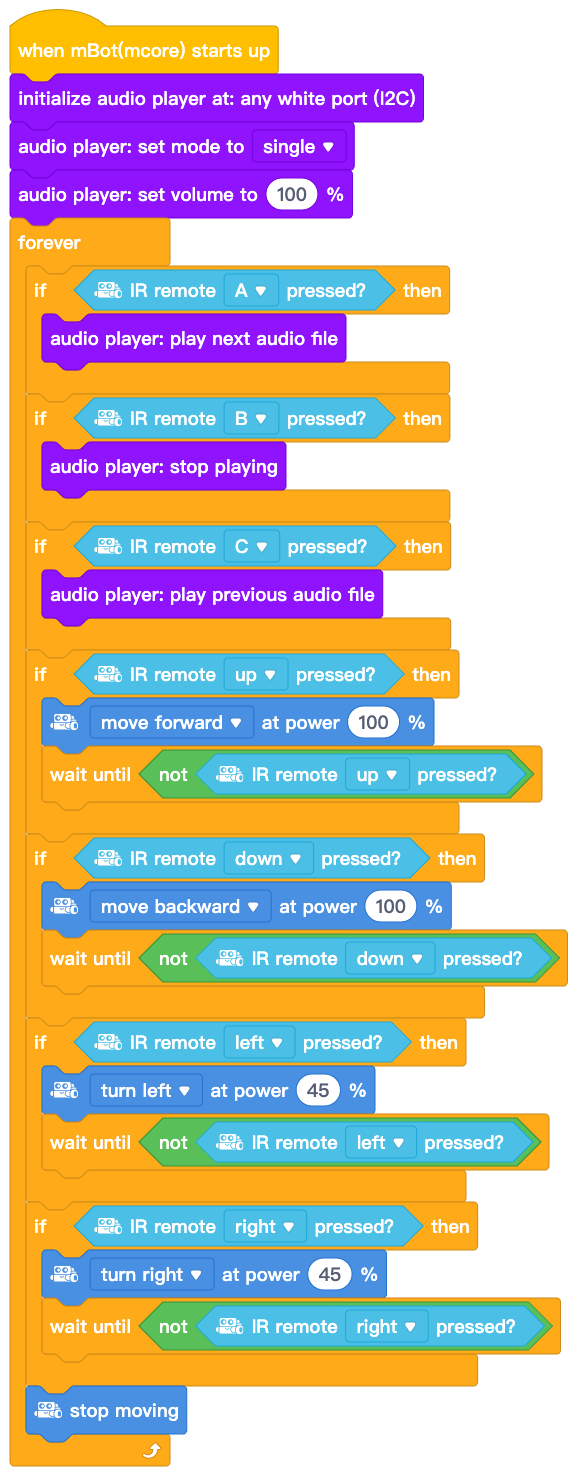 when mBot(mcore) starts up
initialize audio player at: any white port (I2C)
audio player: set mode to single
audio player: set volume to 100 %
forever
if IR remote A pressed? then
audio player: play next audio file
if IR remote B pressed? then
audio player: stop playing
if IR remote C pressed? then
audio player: play previous audio file
if IR remote up pressed? then
move forward at power 100 %
wait until not IR remote up pressed?
if IR remote down pressed? then
move backward at power 100 %
wait until not IR remote down pressed?
if IR remote left pressed? then
turn left at power 45 %
wait until not IR remote left pressed?
if IR remote right pressed? then
turn right at power 45 %
wait until not IR remote right pressed?
stop moving